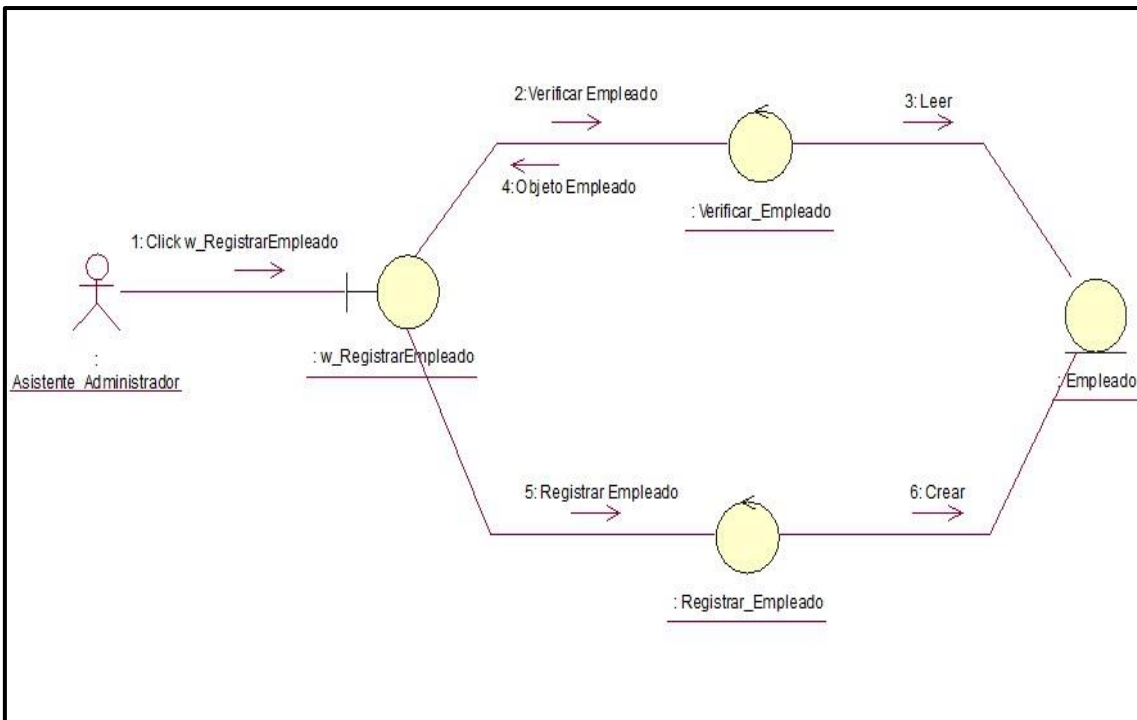 2:Verificar Empleado
3: Leer
4:Objeto Empleado
: Verificar_Empleado
1: Click w_RegistrarEmpleado
: w_RegistrarEmpleado
:
Asistente_Administrador
: Empleado
5: Registrar Empleado
6: Crear
: Registrar_Empleado